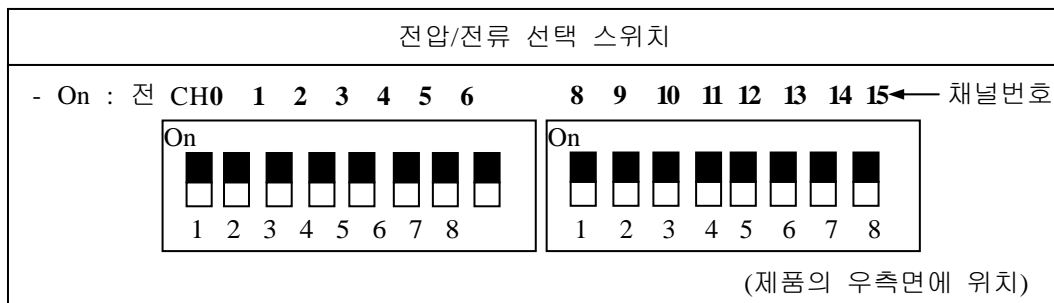 전압/전류 선택 스위치
- On : 전 CH0 1 2 3 4 5 6 8 9 10 11 12 13 14 15 채널번호
On On
1 2 3 4 5 6 7 8 1 2 3 4 5 6 7 8
(제품의 우측면에 위치)